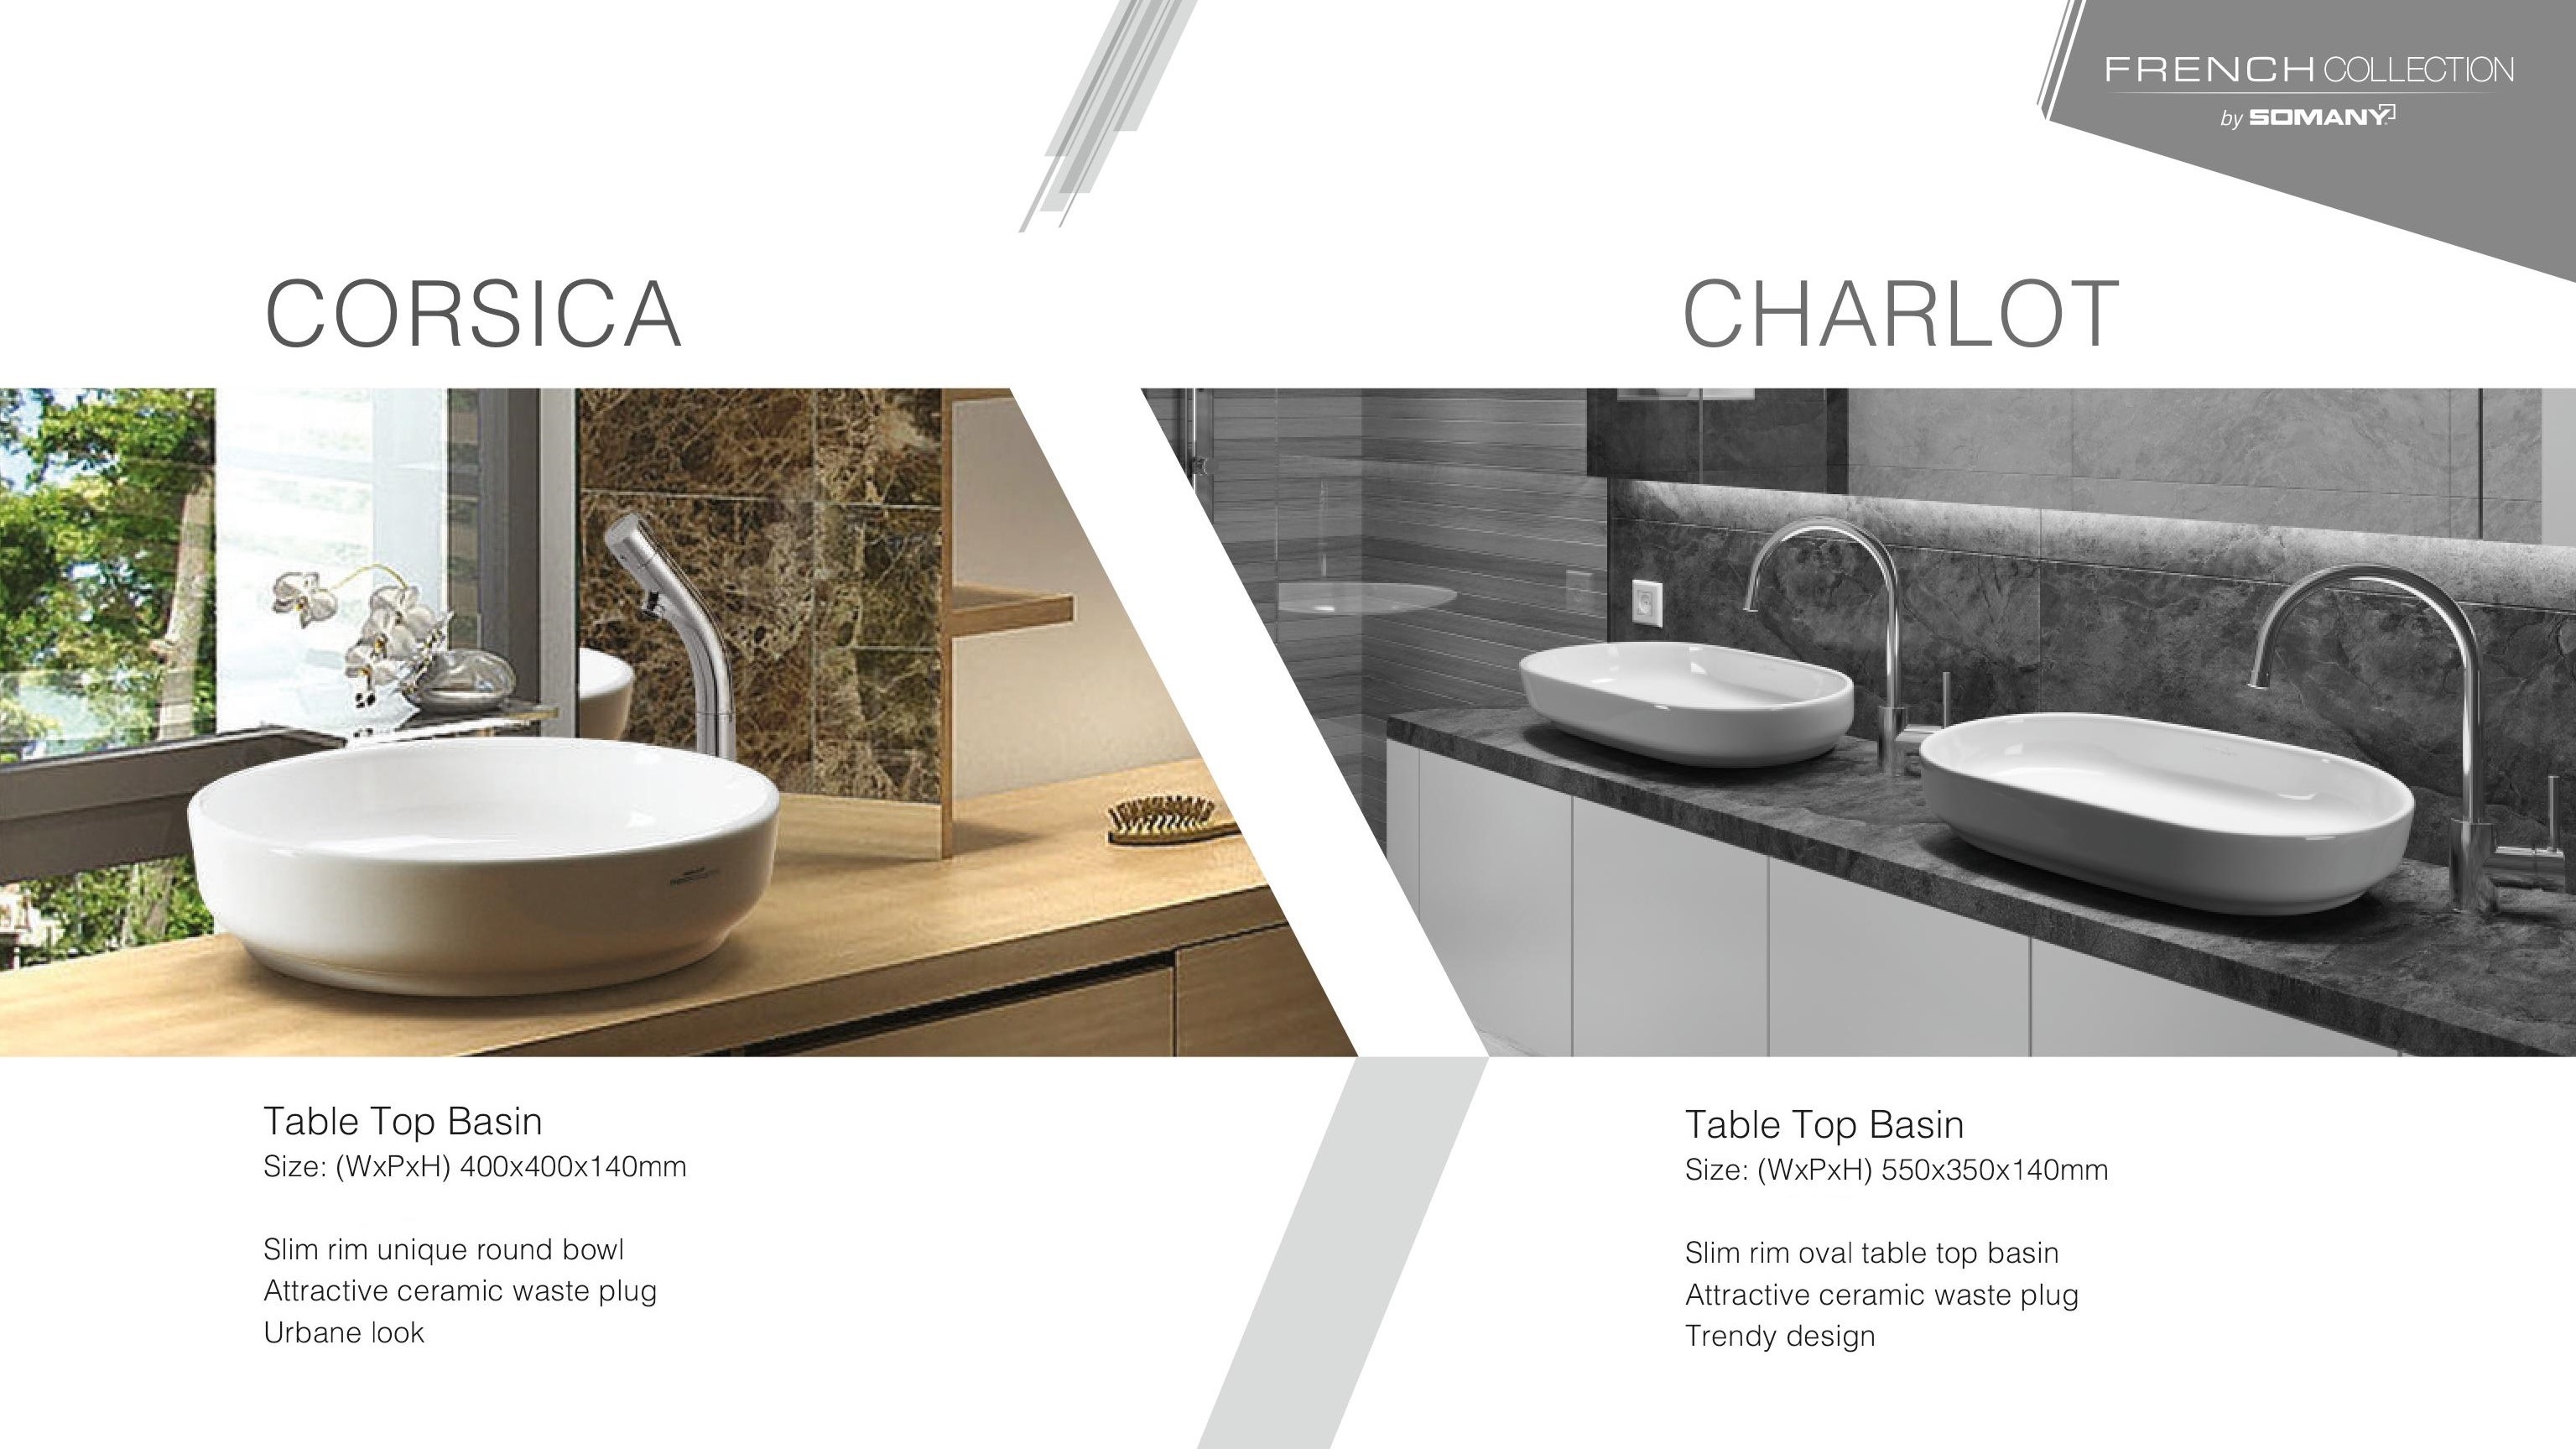 FRENCH COLLECTION
by SOMANY
CORSICA
CHARLOT
Table Top Basin
Size: (WxPxH) 400x400x140mm
Slim rim unique round bowl
Attractive ceramic waste plug
Urbane look
Table Top Basin
Size: (WxPxH) 550x350x140mm
Slim rim oval table top basin
Attractive ceramic waste plug
Trendy design